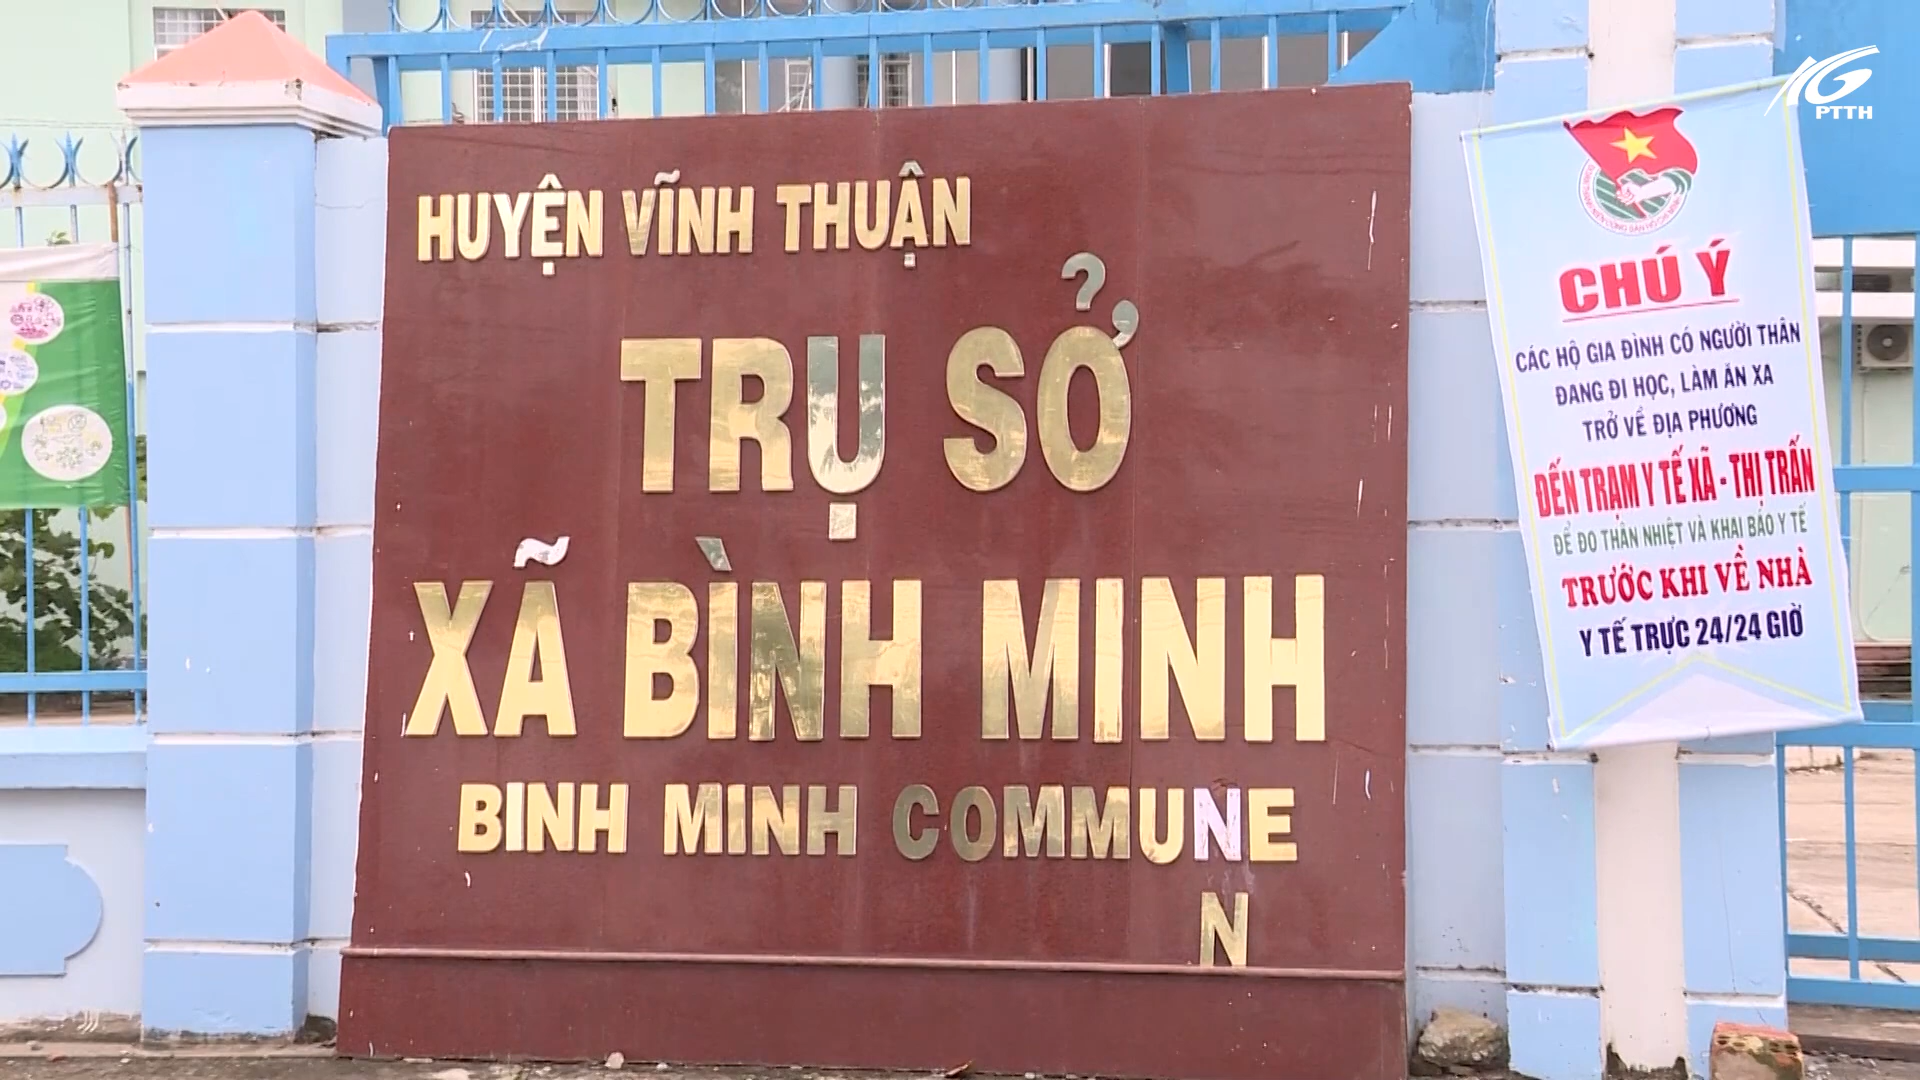 HUYỆN VĨNH THUẬN
TRỤ SỞ
XÃ BÌNH MINH
BINH MINH COMMUNE
N
PTTH
CHÚ Ý
CÁC HỘ GIA ĐÌNH CÓ NGƯỜI THÂN
ĐANG ĐI HỌC, LÀM ĂN XA
TRỞ VỀ ĐỊA PHƯƠNG
ĐẾN TRẠM Y TẾ XÃ - THỊ TRẤN
ĐỂ ĐO THÂN NHIỆT VÀ KHAI BÁO Y TẾ
TRƯỚC KHI VỀ NHÀ
Y TẾ TRỰC 24/24 GIỜ